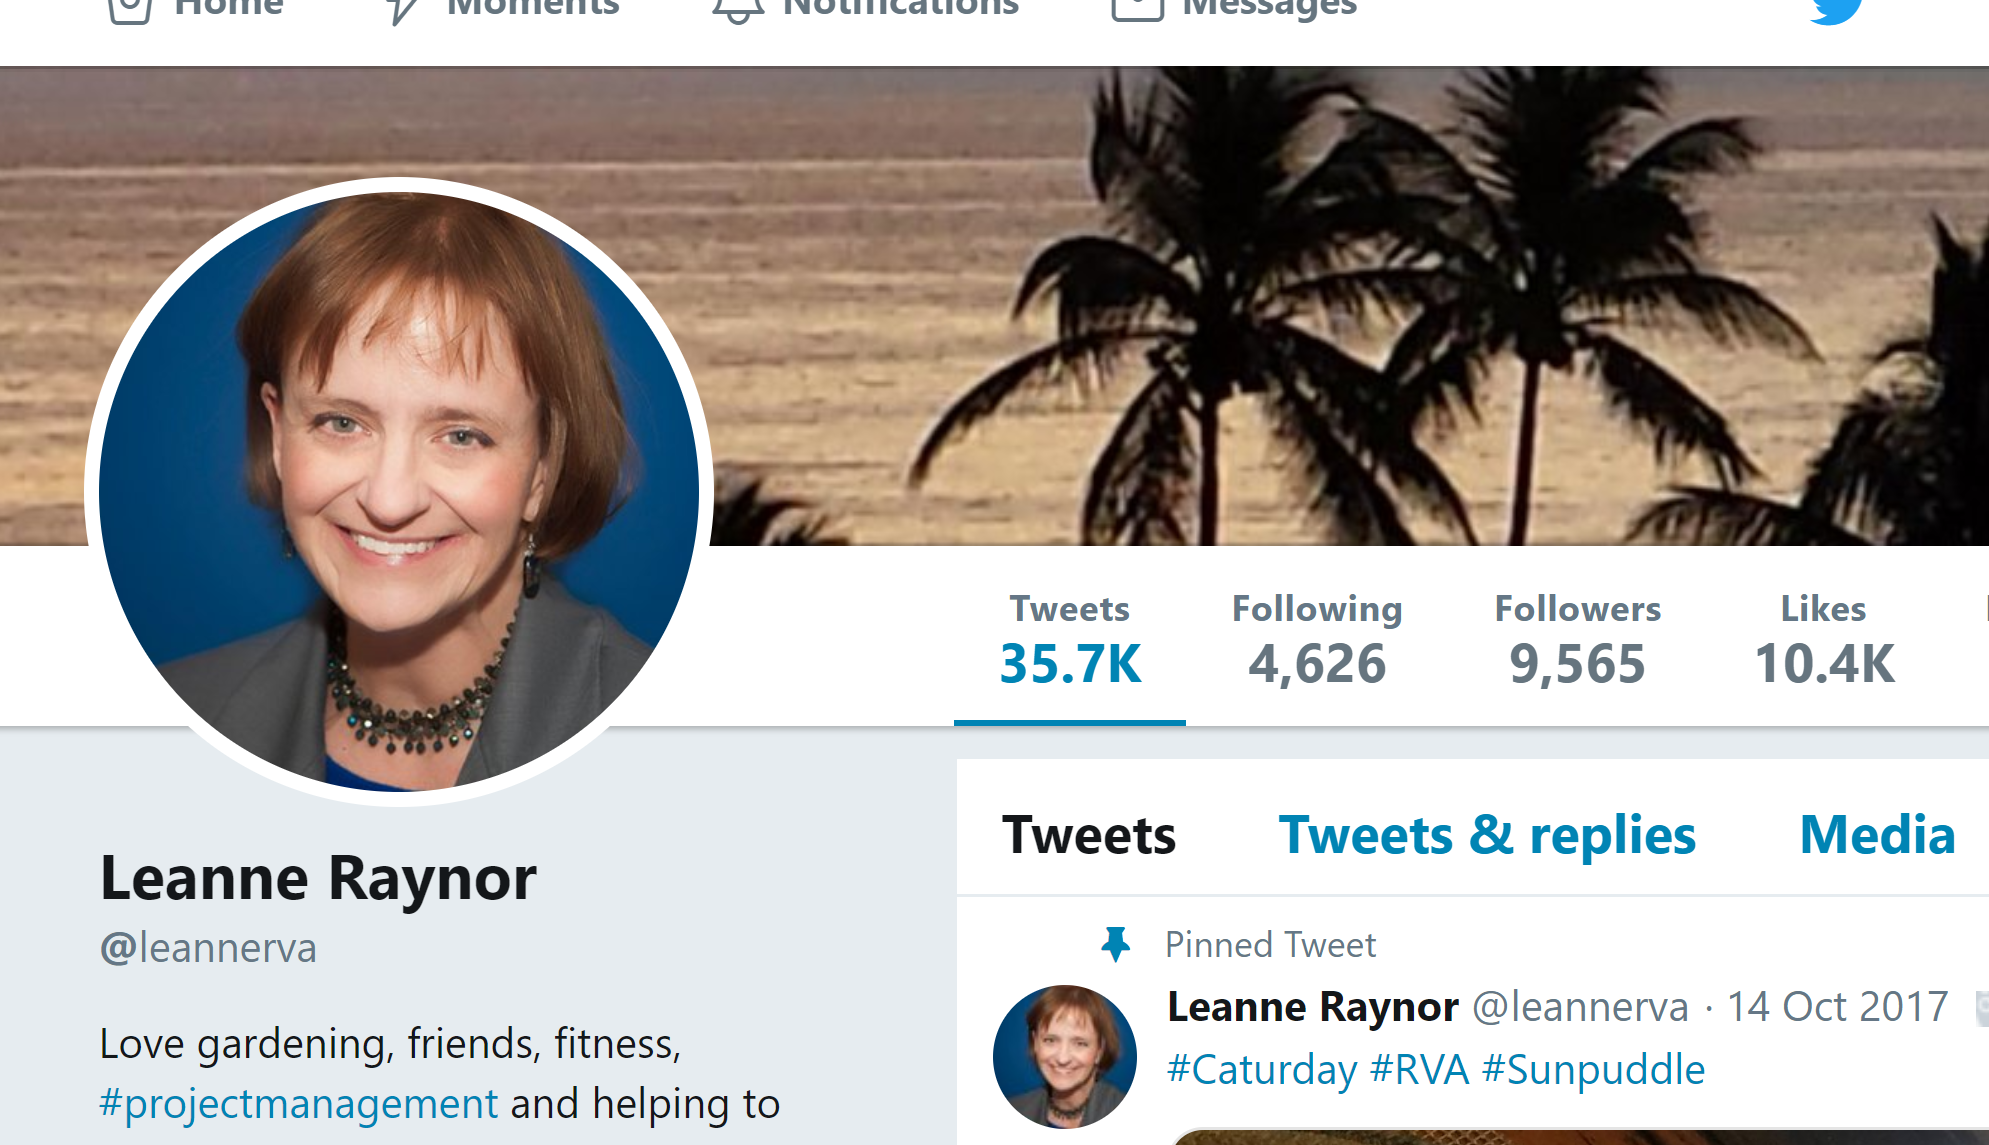 Home Moments Notifications Messages
Tweets Following Followers Likes
35.7K 4,626 9,565 10.4K
Leanne Raynor
@leannerva
Love gardening, friends, fitness,
#projectmanagement and helping to
Tweets Tweets & replies Media
Pinned Tweet
Leanne Raynor @leannerva · 14 Oct 2017
#Caturday #RVA #Sunpuddle